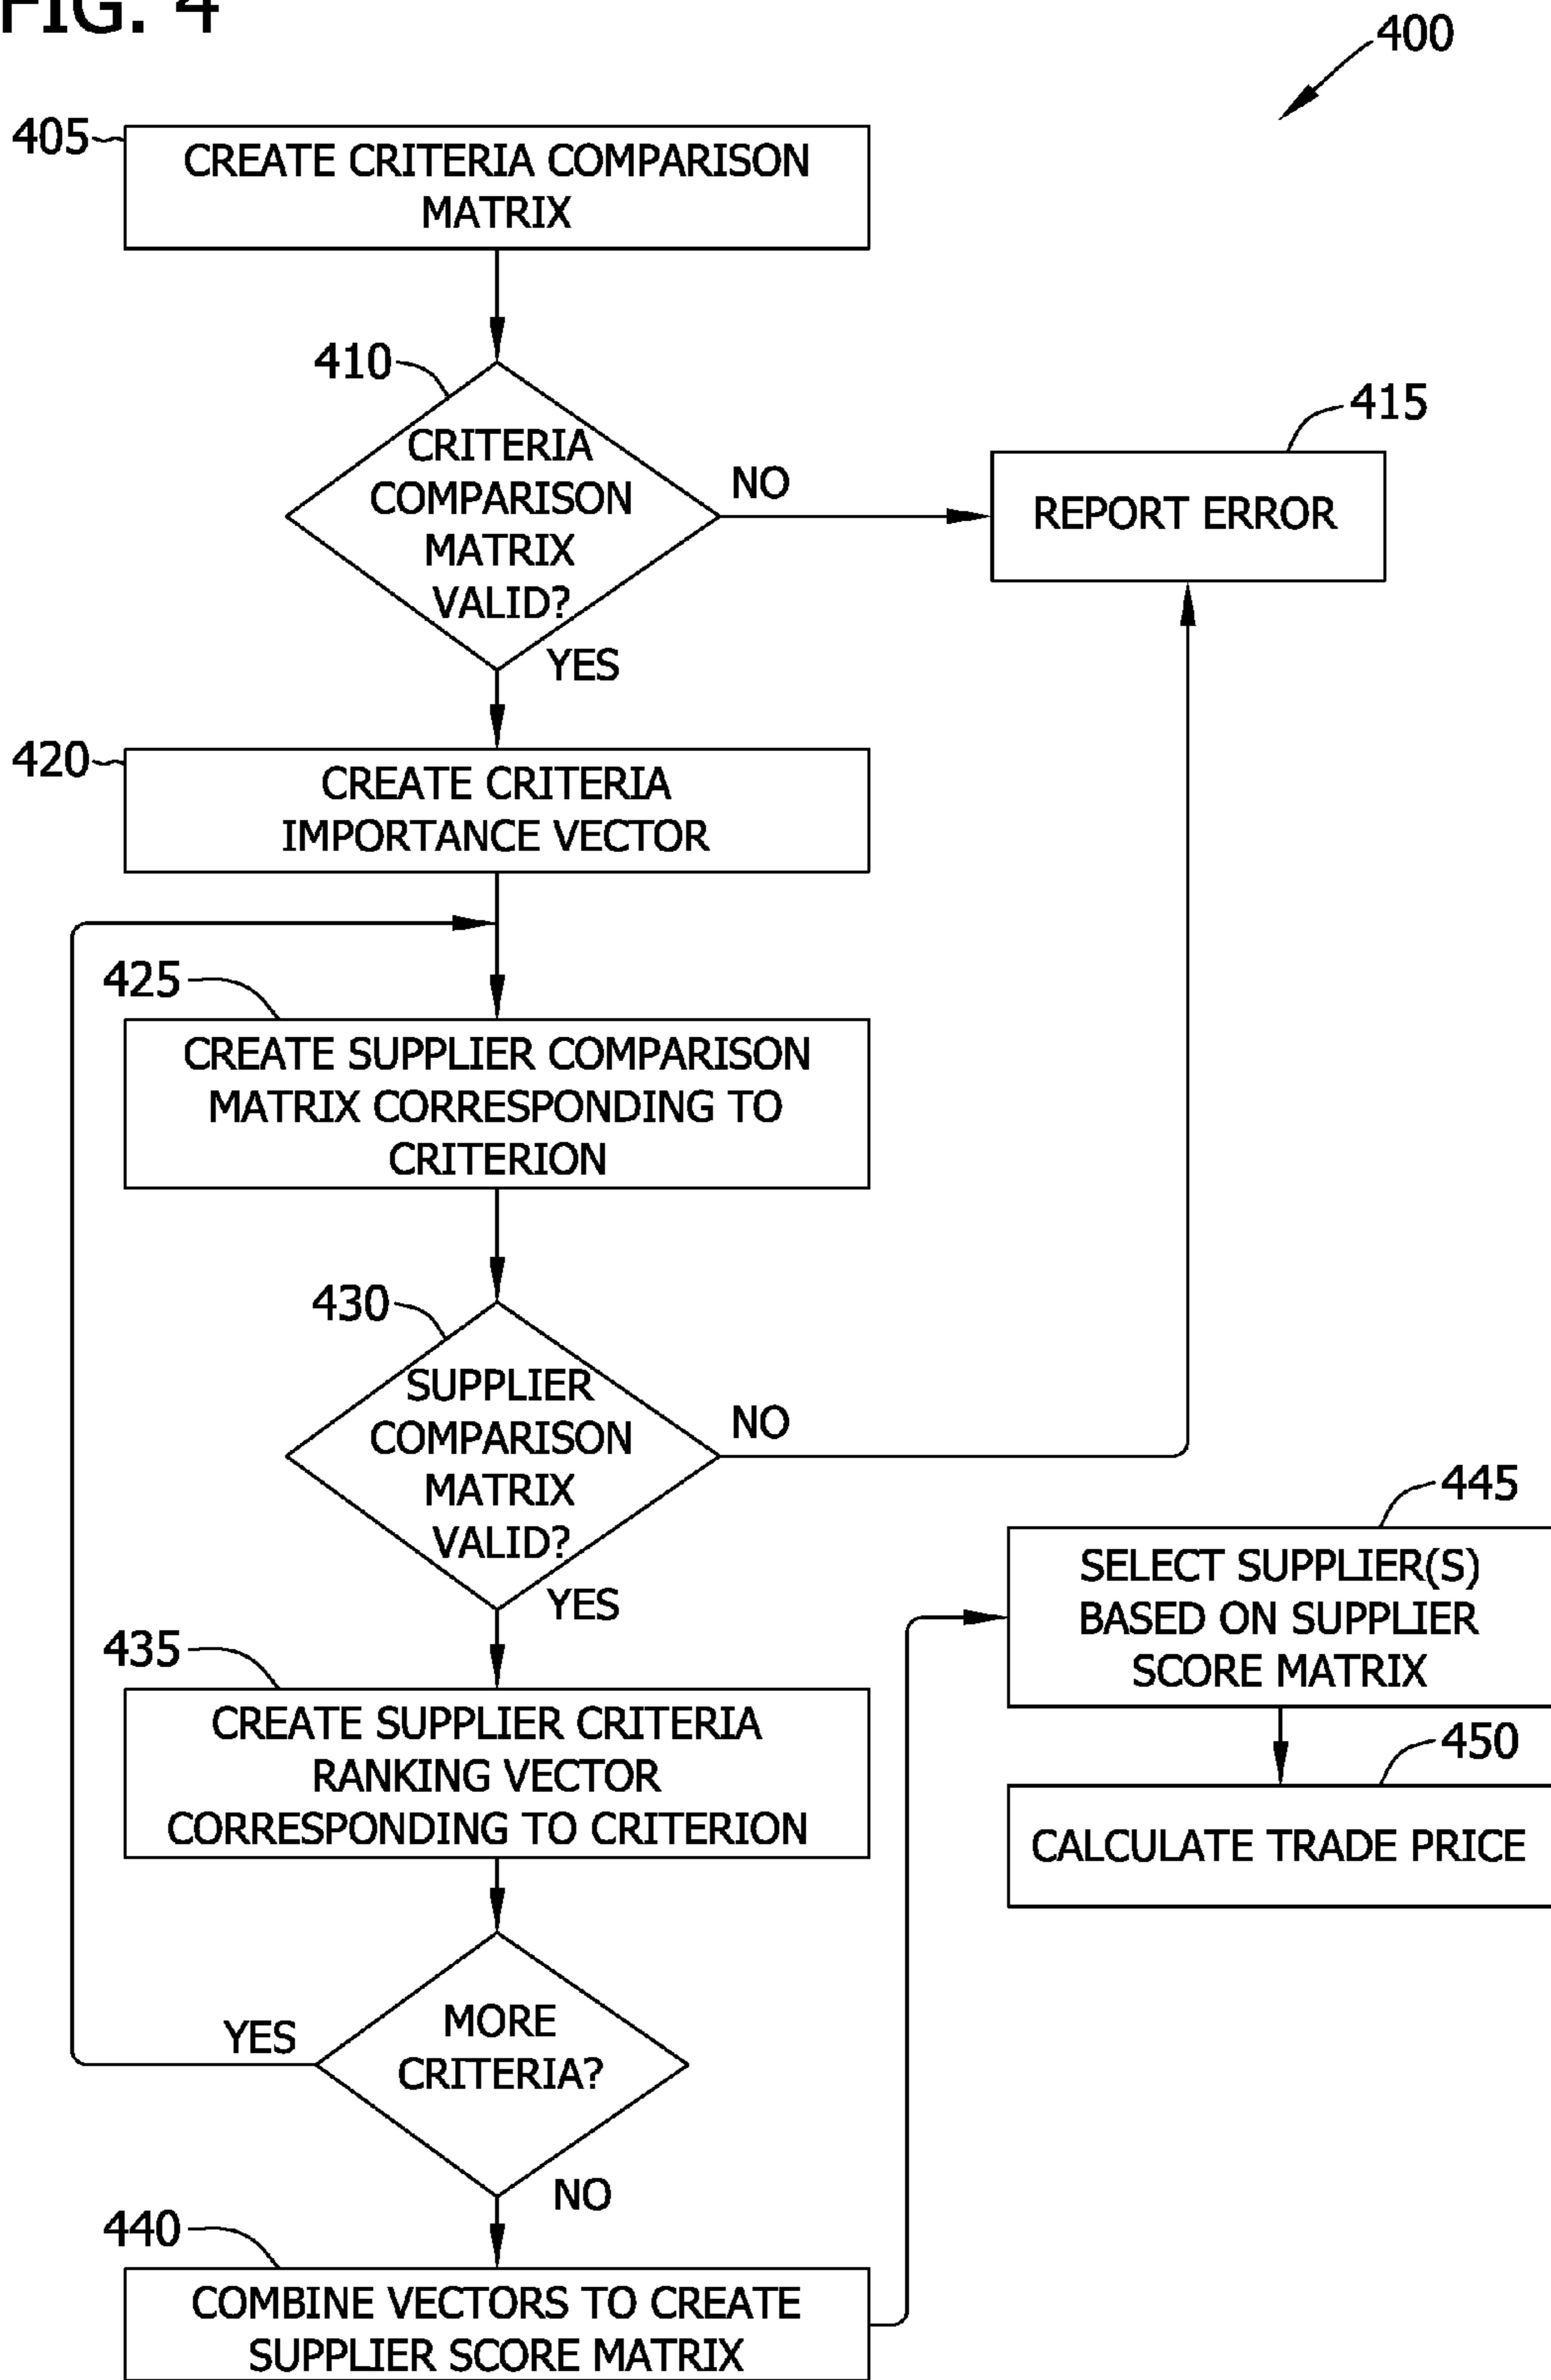 FIG. 4
400
405
CREATE CRITERIA COMPARISON
MATRIX
410
CRITERIA
COMPARISON
MATRIX
VALID?
NO
415
REPORT ERROR
YES
420
CREATE CRITERIA
IMPORTANCE VECTOR
425
CREATE SUPPLIER COMPARISON
MATRIX CORRESPONDING TO
CRITERION
430
SUPPLIER
COMPARISON
MATRIX
VALID?
NO
YES
435
CREATE SUPPLIER CRITERIA
RANKING VECTOR
CORRESPONDING TO CRITERION
MORE
CRITERIA?
YES
NO
440
COMBINE VECTORS TO CREATE
SUPPLIER SCORE MATRIX
445
SELECT SUPPLIER(S)
BASED ON SUPPLIER
SCORE MATRIX
450
CALCULATE TRADE PRICE